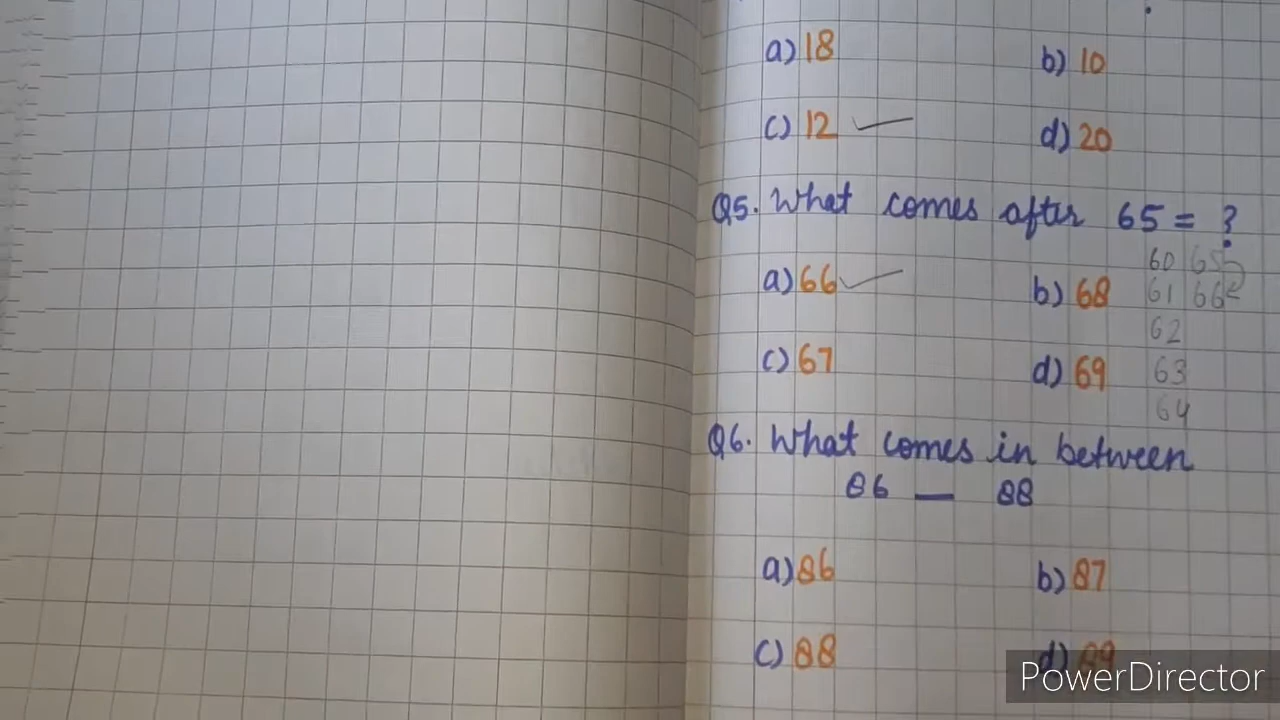 a) 18 b) 10
c) 12 d) 20
Q5. What comes after 65 = ?
60 65
a) 66 b) 68 61 66
62
c) 67 d) 69 63
64
Q6. What comes in between
86 — 88
a) 86 b) 87
c) 88 d) 89
PowerDirector